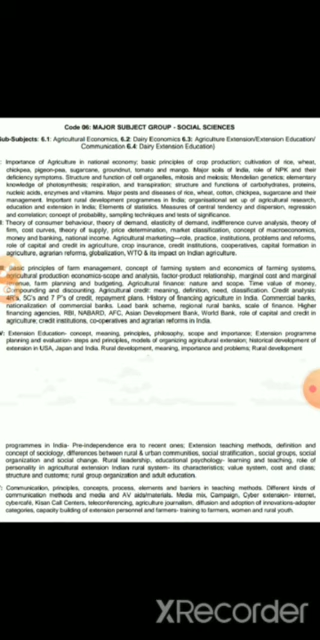 Code 06: MAJOR SUBJECT GROUP - SOCIAL SCIENCES
Sub-Subjects: 6.1: Agricultural Economics, 6.2: Dairy Economics 6.3: Agriculture Extension/Extension Education/
Communication 6.4: Dairy Extension Education)
: Importance of Agriculture in national economy; basic principles of crop production; cultivation of rice, wheat,
chickpea, pigeon-pea, sugarcane, groundnut, tomato and mango. Major soils of India, role of NPK and their
deficiency symptoms. Structure and function of cell organelles, mitosis and meiosis; Mendelian genetics; elementary
knowledge of photosynthesis; respiration, and transpiration; structure and functions of carbohydrates, proteins,
nucleic acids, enzymes and vitamins. Major pests and diseases of rice, wheat, cotton, chickpea, sugarcane and their
management. Important rural development programmes in India; organisational set up of agricultural research,
education and extension in India; Elements of statistics. Measures of central tendency and dispersion, regression
and correlation; concept of probability, sampling techniques and tests of significance.
: Theory of consumer behaviour, theory of demand, elasticity of demand, indifference curve analysis, theory of
firm, cost curves, theory of supply, price determination, market classification, concept of macroeconomics,
money and banking, national income. Agricultural marketing—role, practice, institutions, problems and reforms,
role of capital and credit in agriculture, crop insurance, credit institutions, cooperatives, capital formation in
agriculture, agrarian reforms, globalization, WTO & its impact on Indian agriculture.
: Basic principles of farm management, concept of farming system and economics of farming systems,
agricultural production economics-scope and analysis, factor-product relationship, marginal cost and marginal
revenue, farm planning and budgeting, Agricultural finance: nature and scope. Time value of money,
compounding and discounting. Agricultural credit: meaning, definition, need, classification. Credit analysis:
4R's, 5C's and 7 P's of credit, repayment plans. History of financing agriculture in India. Commercial banks,
nationalization of commercial banks. Lead bank scheme, regional rural banks, scale of finance. Higher
financing agencies, RBI, NABARD, AFC, Asian Development Bank, World Bank, role of capital and credit in
agriculture; credit institutions, co-operatives and agrarian reforms in India.
V: Extension Education- concept, meaning, principles, philosophy, scope and importance; Extension programme
planning and evaluation- steps and principles, models of organizing agricultural extension; historical development of
extension in USA, Japan and India. Rural development, meaning, importance and problems; Rural development
programmes in India- Pre-independence era to recent ones; Extension teaching methods, definition and
concept of sociology, differences between rural & urban communities, social stratification., social groups, social
organization and social change. Rural leadership, educational psychology- learning and teaching, role of
personality in agricultural extension Indian rural system- its characteristics; value system, cost and class;
structure and customs; rural group organization and adult education.
: Communication, principles, concepts, process, elements and barriers in teaching methods. Different kinds of
communication methods and media and AV aids/materials. Media mix, Campaign, Cyber extension- internet,
cybercafe, Kisan Call Centers, teleconferencing, agriculture journalism, diffusion and adoption of innovations-adopter
categories, capacity building of extension personnel and farmers- training to farmers, women and rural youth.
XRecorder